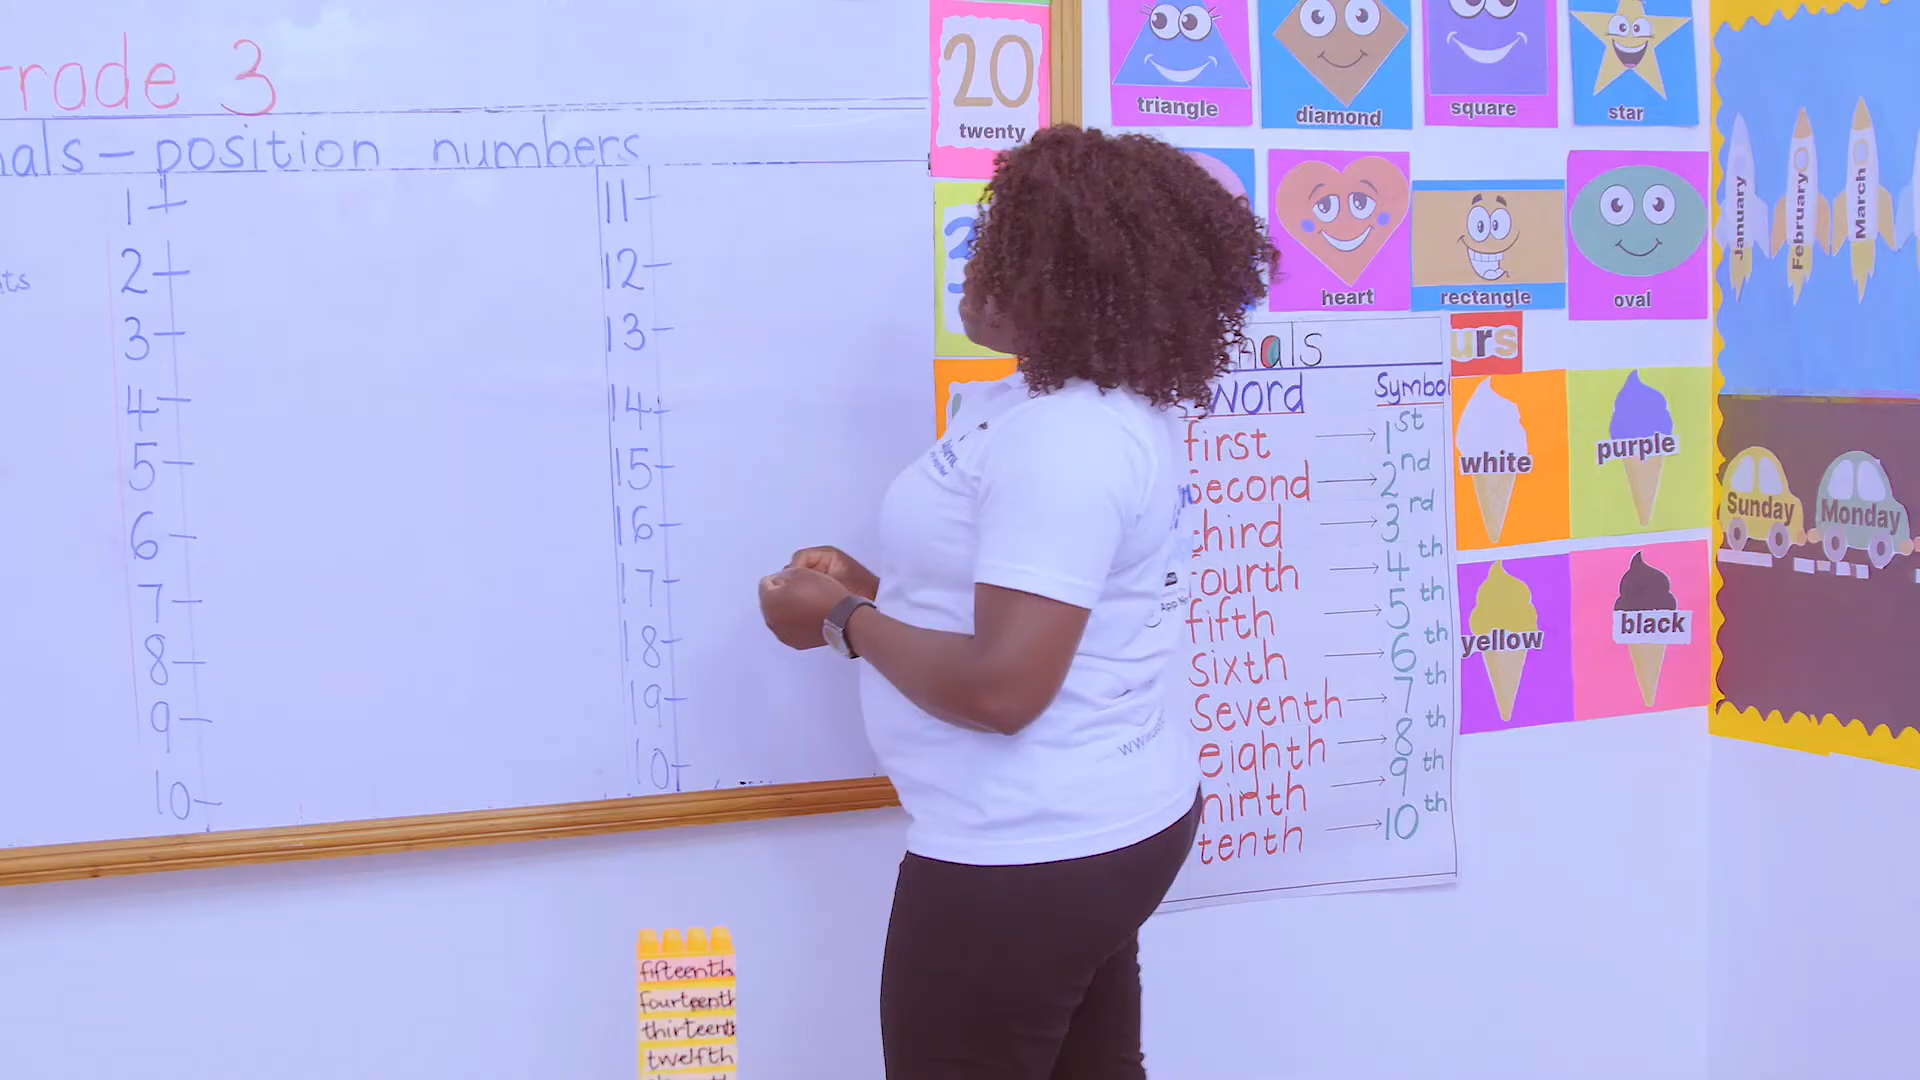 rade 3
nals - position numbers
ts
1
2
3
4
5
6
7
8
9
10
11
12
13
14
15
16
17
18
19
10
20
twenty
triangle
diamond
square
star
heart
rectangle
oval
nals
urs
Word Symbol
first → 1st
second → 2nd
third → 3rd
fourth → 4th
fifth → 5th
sixth → 6th
seventh → 7th
eighth → 8th
ninth → 9th
tenth → 10th
white
purple
yellow
black
January
February
March
Sunday
Monday
App
fifteenth
fourteenth
thirteenth
twelfth